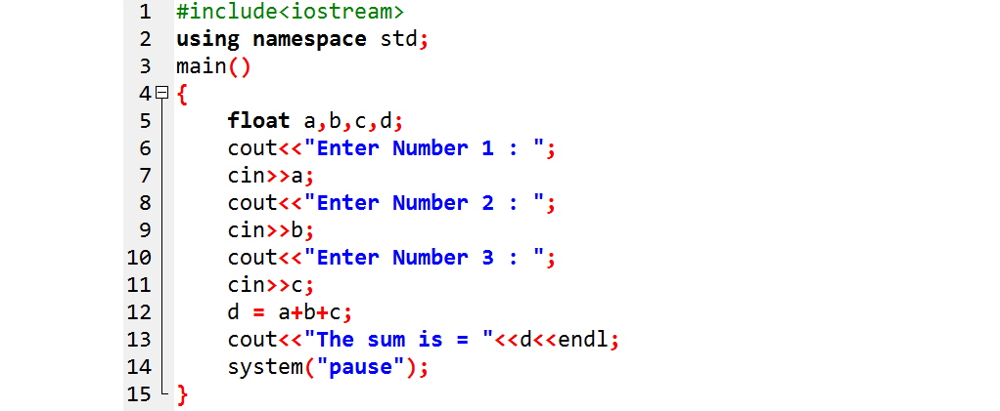 1 #include<iostream>
2 using namespace std;
3 main()
4 {
5 float a,b,c,d;
6 cout<<"Enter Number 1 : ";
7 cin>>a;
8 cout<<"Enter Number 2 : ";
9 cin>>b;
10 cout<<"Enter Number 3 : ";
11 cin>>c;
12 d = a+b+c;
13 cout<<"The sum is = "<<d<<endl;
14 system("pause");
15 }